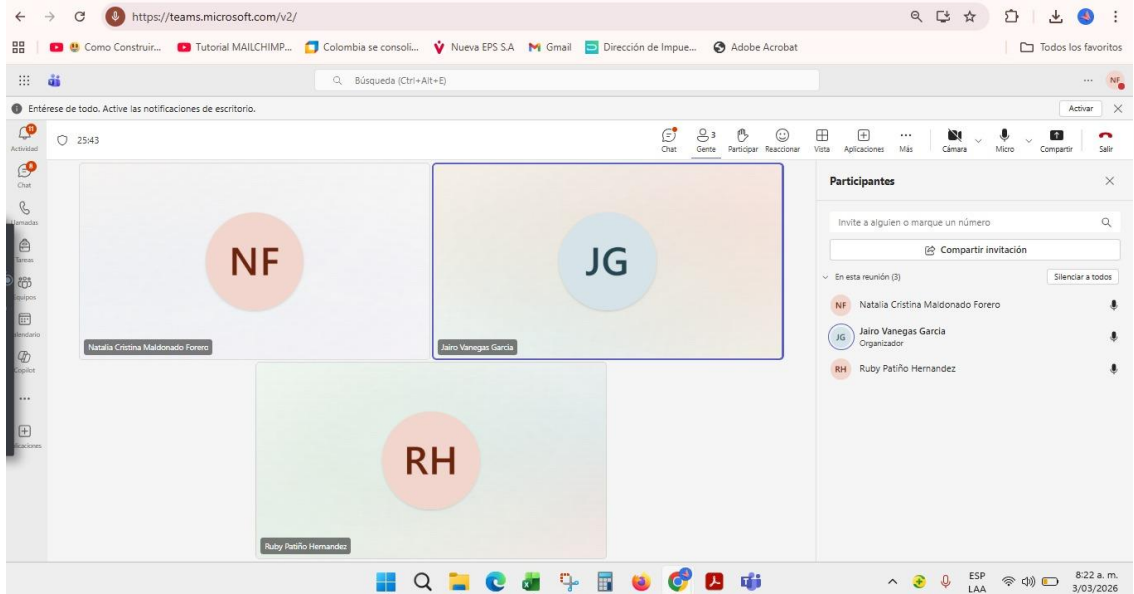 https://teams.microsoft.com/v2/
Como Construir... Tutorial MAILCHIMP... Colombia se consoli... Nueva EPS S.A Gmail Dirección de Impue... Adobe Acrobat Todos los favoritos
Búsqueda (Ctrl+Alt+E) NF
Entérese de todo. Active las notificaciones de escritorio. Activar
Actividad
25:43
Chat 3 Gente Participar Reaccionar Vista Aplicaciones Más Cámara Micro Compartir Salir
Chat
Llamadas
Tareas
Equipos
Calendario
Copilot
NF
Natalia Cristina Maldonado Forero
JG
Jairo Vanegas Garcia
RH
Ruby Patiño Hernandez
Participantes
Invite a alguien o marque un número
Compartir invitación
En esta reunión (3) Silenciar a todos
NF Natalia Cristina Maldonado Forero
JG Jairo Vanegas Garcia
Organizador
RH Ruby Patiño Hernandez
ESP
LAA
8:22 a. m.
3/03/2026